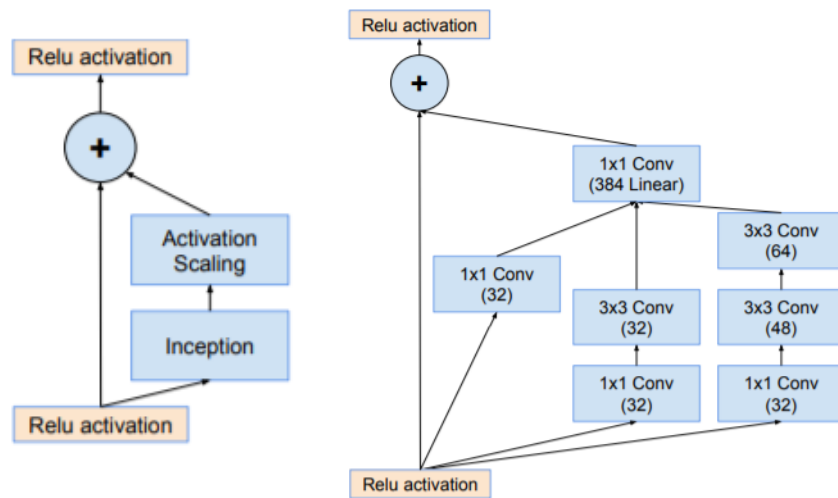 Relu activation
+
Activation
Scaling
Inception
Relu activation
Relu activation
+
1x1 Conv
(384 Linear)
1x1 Conv
(32)
3x3 Conv
(32)
1x1 Conv
(32)
3x3 Conv
(64)
3x3 Conv
(48)
1x1 Conv
(32)
Relu activation